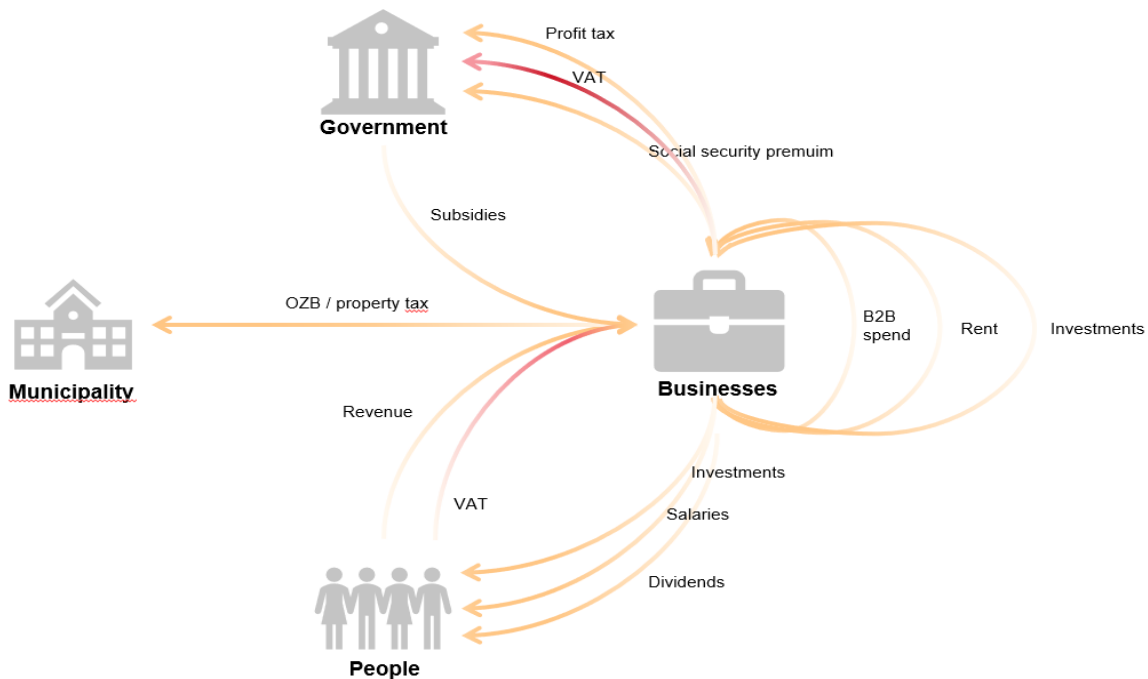 Profit tax
VAT
Government
Social security premuim
Subsidies
OZB / property tax
B2B
spend
Rent
Investments
Municipality
Businesses
Revenue
Investments
VAT
Salaries
Dividends
People